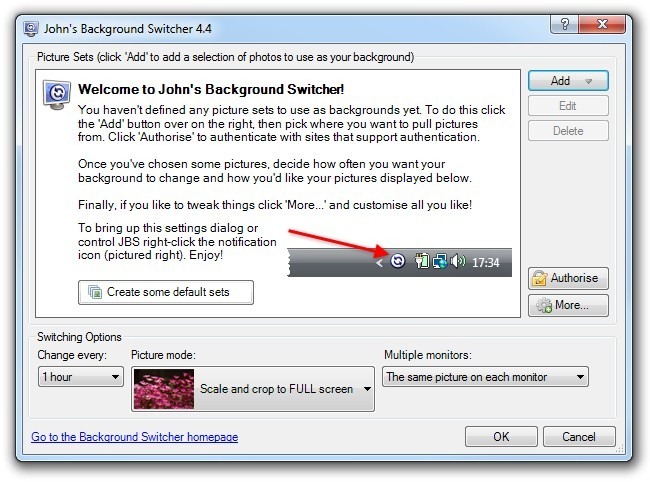 John's Background Switcher 4.4
?
Picture Sets (click 'Add' to add a selection of photos to use as your background)
Welcome to John's Background Switcher!
You haven't defined any picture sets to use as backgrounds yet. To do this click
the 'Add' button over on the right, then pick where you want to pull pictures
from. Click 'Authorise' to authenticate with sites that support authentication.
Once you've chosen some pictures, decide how often you want your
background to change and how you'd like your pictures displayed below.
Finally, if you like to tweak things click 'More...' and customise all you like!
To bring up this settings dialog or
control JBS right-click the notification
icon (pictured right). Enjoy!
17:34
Create some default sets
Add
Edit
Delete
Authorise
More...
Switching Options
Change every:
1 hour
Picture mode:
Scale and crop to FULL screen
Multiple monitors:
The same picture on each monitor
Go to the Background Switcher homepage
OK
Cancel